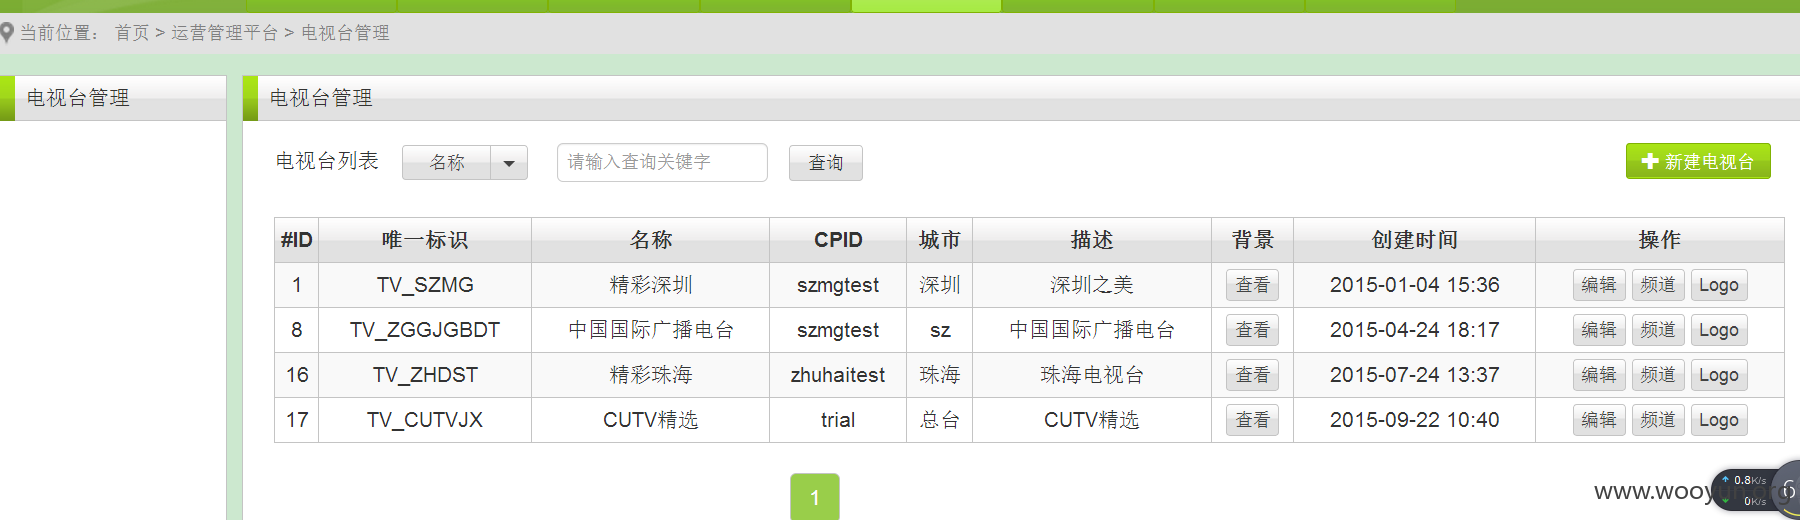 当前位置： 首页 > 运营管理平台 > 电视台管理
电视台管理
电视台管理
电视台列表 名称 请输入查询关键字 查询 新建电视台
#ID 唯一标识 名称 CPID 城市 描述 背景 创建时间 操作
1 TV_SZMG 精彩深圳 szmgtest 深圳 深圳之美 查看 2015-01-04 15:36 编辑 频道 Logo
8 TV_ZGGJGBDT 中国国际广播电台 szmgtest sz 中国国际广播电台 查看 2015-04-24 18:17 编辑 频道 Logo
16 TV_ZHDST 精彩珠海 zhuhaitest 珠海 珠海电视台 查看 2015-07-24 13:37 编辑 频道 Logo
17 TV_CUTVJX CUTV精选 trial 总台 CUTV精选 查看 2015-09-22 10:40 编辑 频道 Logo
1
www.wooyun.org
0.8K/s
0K/s